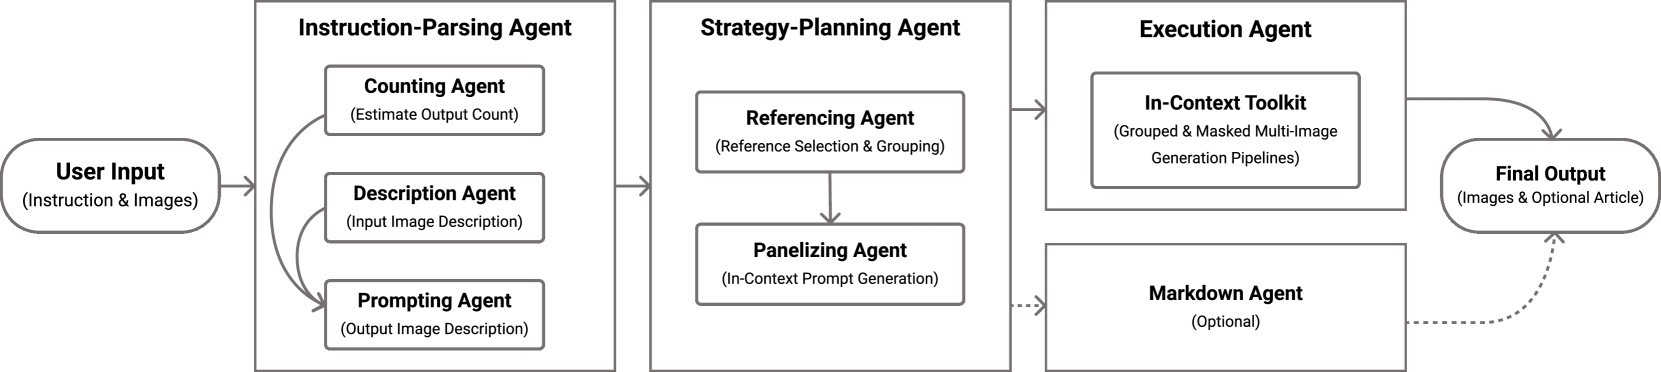 User Input
(Instruction & Images)
Instruction-Parsing Agent
Counting Agent
(Estimate Output Count)
Description Agent
(Input Image Description)
Prompting Agent
(Output Image Description)
Strategy-Planning Agent
Referencing Agent
(Reference Selection & Grouping)
Panelizing Agent
(In-Context Prompt Generation)
Execution Agent
In-Context Toolkit
(Grouped & Masked Multi-Image
Generation Pipelines)
Markdown Agent
(Optional)
Final Output
(Images & Optional Article)